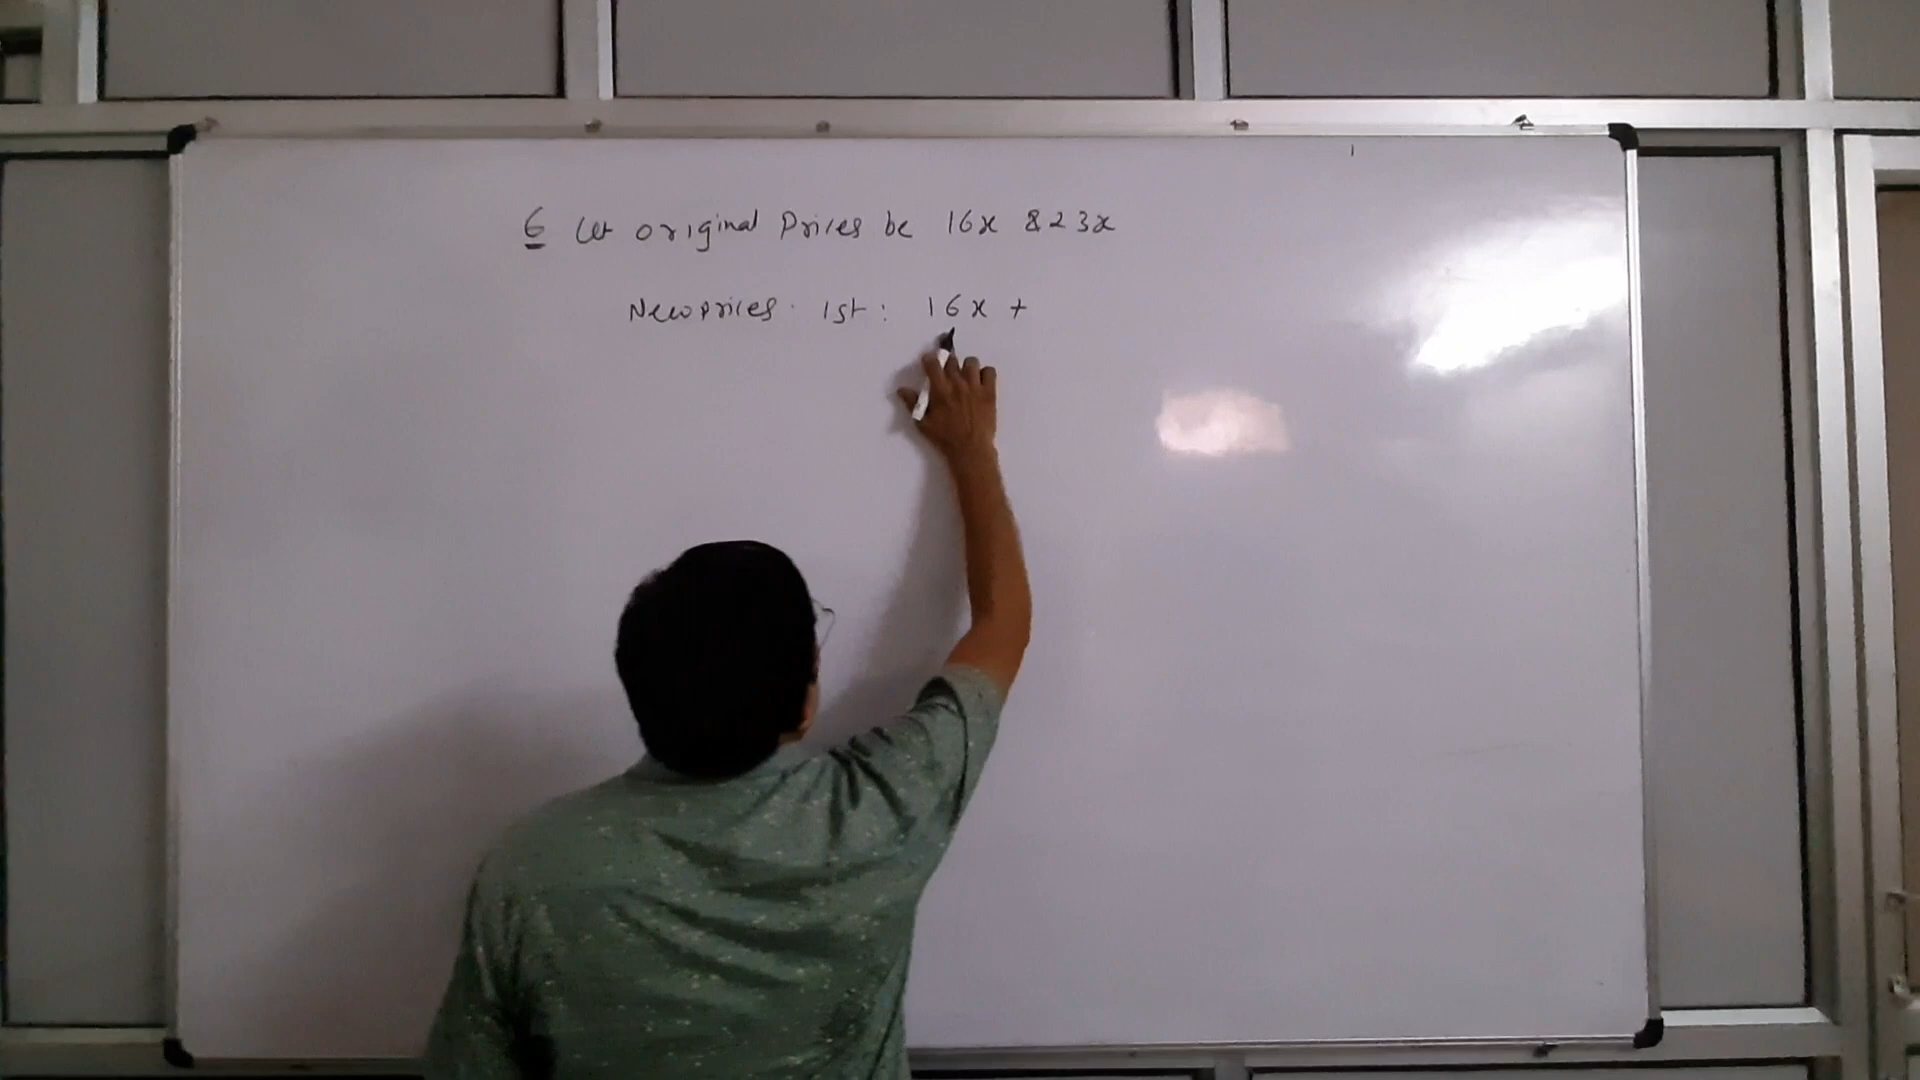 6 Let original Prices be 16x & 23x
New prices. 1st: 16x +